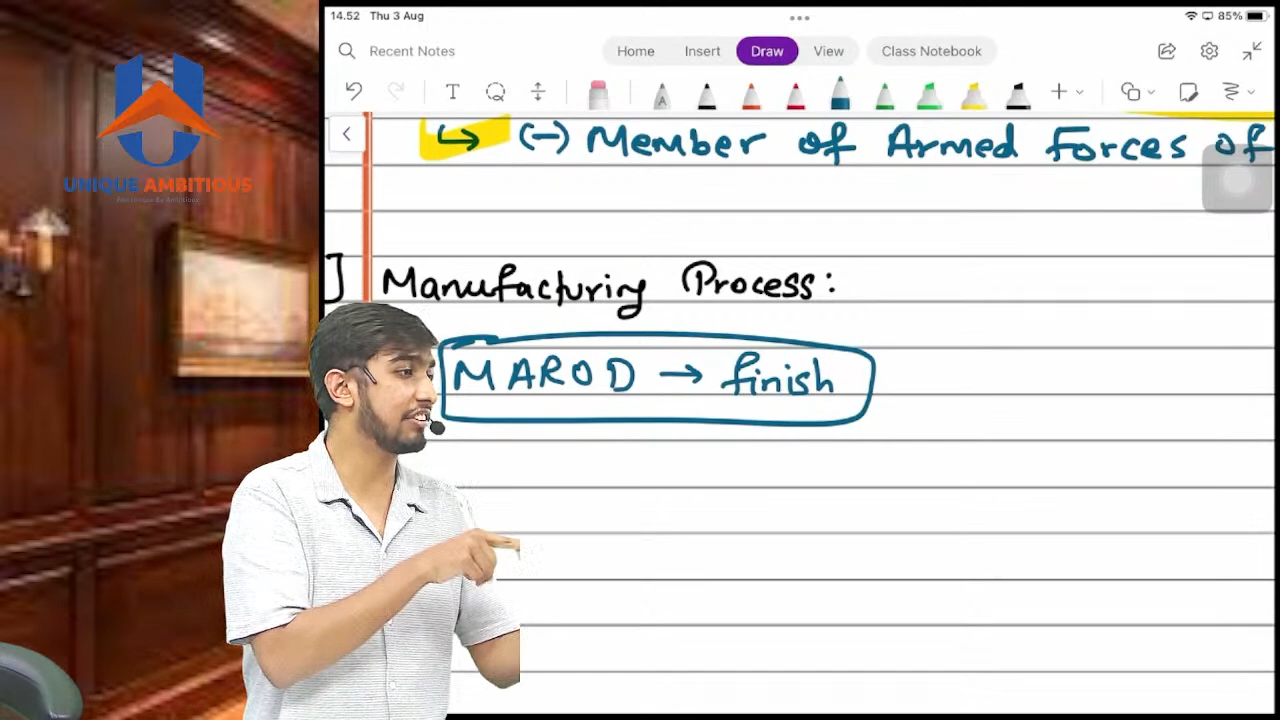 14.52 Thu 3 Aug
85%
Recent Notes
Home Insert Draw View Class Notebook
T
A
(-) Member of Armed Forces of
] Manufacturing Process:
MAROD → finish
UNIQUE AMBITIOUS